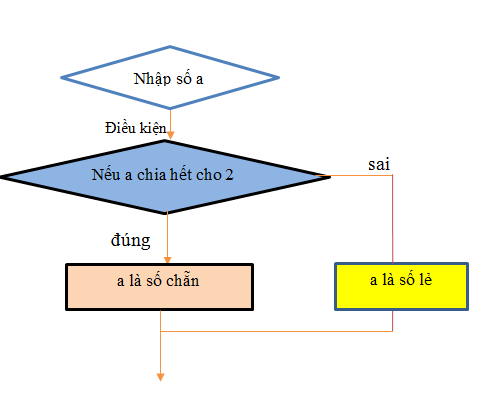 Nhập số a
Điều kiện
Nếu a chia hết cho 2
sai
đúng
a là số chẵn
a là số lẻ